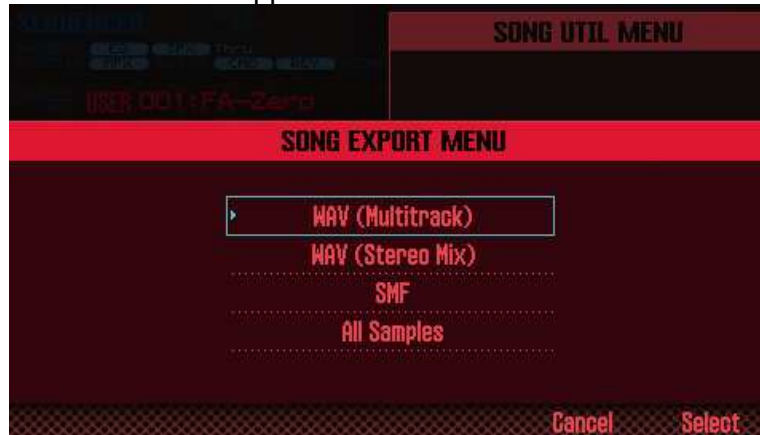 SONG UTIL MENU
Thru
USER 001:FA-Zero
SONG EXPORT MENU
WAV (Multitrack)
WAV (Stereo Mix)
SMF
All Samples
Cancel Select